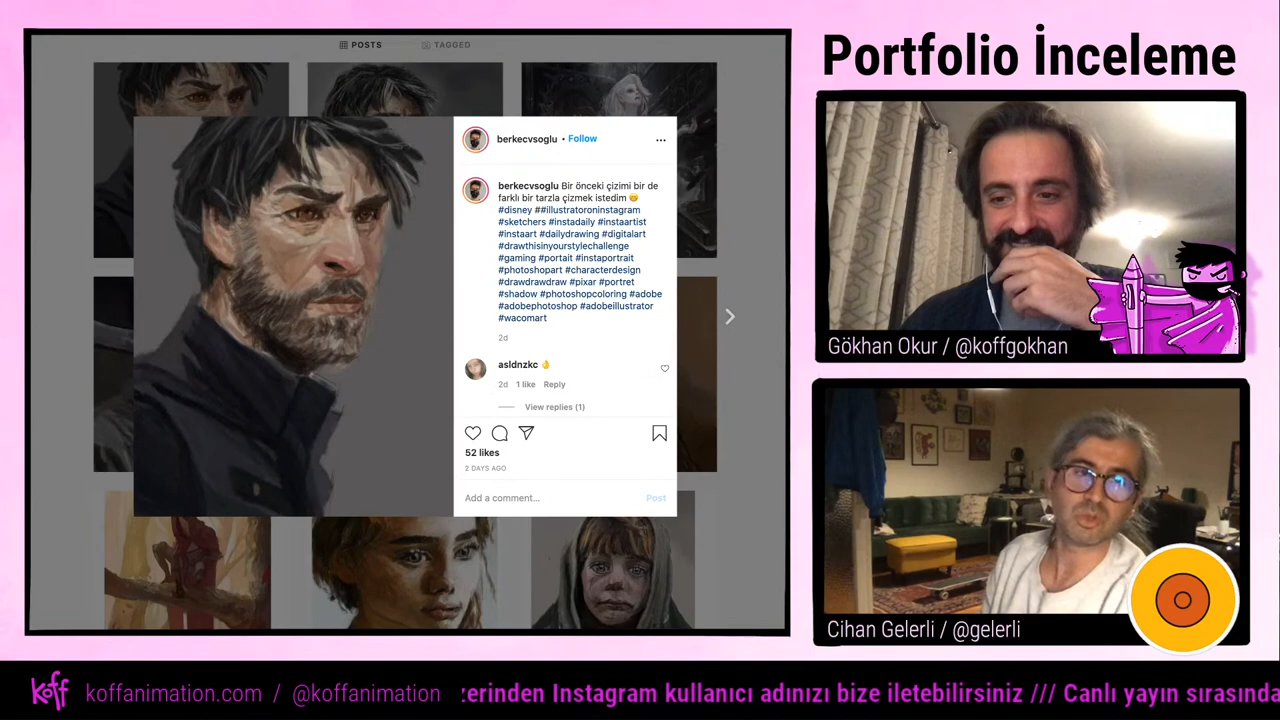 POSTS
TAGGED
Portfolio İnceleme
berkecvsoglu • Follow
berkecvsoglu Bir önceki çizimi bir de
farklı bir tarzla çizmek istedim
#disney ##illustratoroninstagram
#sketchers #instadaily #instaartist
#instaart #dailydrawing #digitalart
#drawthisinyourstylechallenge
#gaming #portait #instaportrait
#photoshopart #characterdesign
#drawdrawdraw #pixar #portret
#shadow #photoshopcoloring #adobe
#adobephotoshop #adobeillustrator
#wacomart
2d
asldnzkc
2d 1 like Reply
View replies (1)
52 likes
2 DAYS AGO
Add a comment... Post
Gökhan Okur / @koffgokhan
Cihan Gelerli / @gelerli
koff koffanimation.com / @koffanimation :zerinden Instagram kullanıcı adınızı bize iletebilirsiniz /// Canlı yayın sırasında